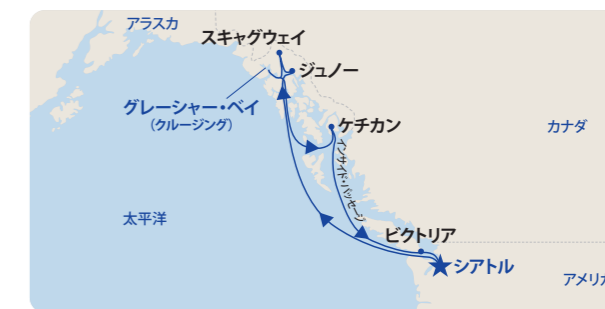 アラスカ
スキャグウェイ
ジュノー
グレーシャー・ベイ
(クルージング)
ケチカン
カナダ
インサイド・パッセージ
太平洋
ビクトリア
シアトル
アメリカ